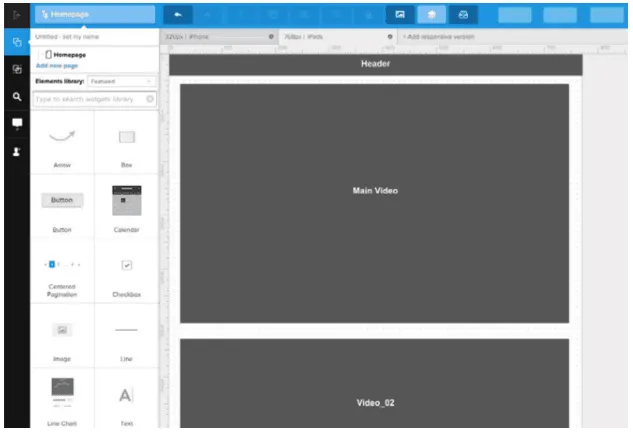 Homepage
Untitled - set my name
Homepage
Add new page
Elements library: Featured
Type to search widgets library
Arrow
Box
Button
Button
Calendar
Centered
Pagination
Checkbox
Image
Line
Line Chart
A
Text
320px | iPhone
768px | iPads
+ Add responsive version
Header
Main Video
Video_02